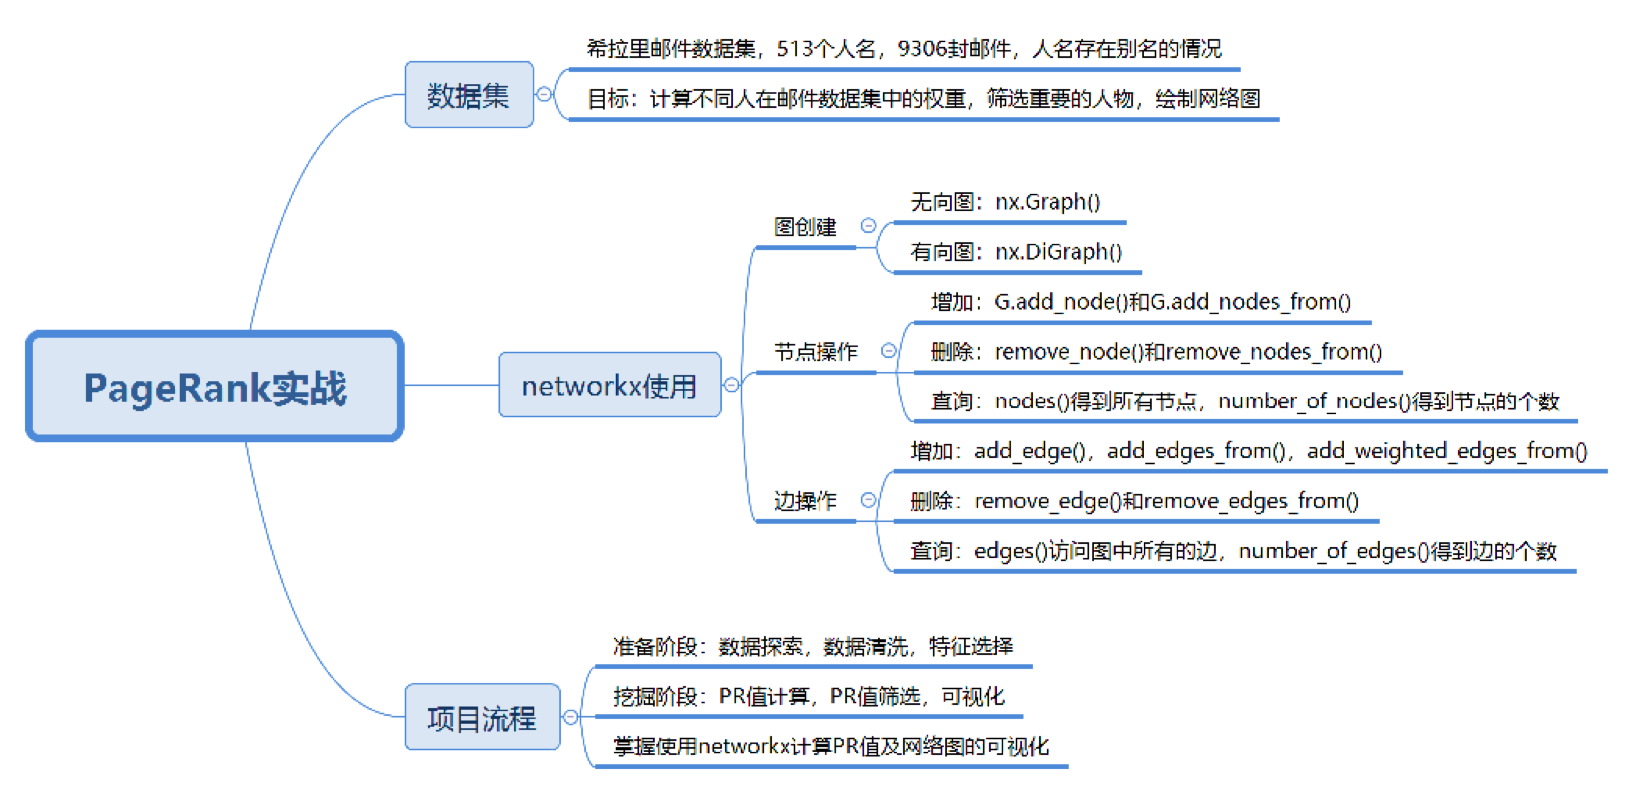 PageRank实战
数据集
希拉里邮件数据集，513个人名，9306封邮件，人名存在别名的情况
目标：计算不同人在邮件数据集中的权重，筛选重要的人物，绘制网络图
networkx使用
图创建
无向图：nx.Graph()
有向图：nx.DiGraph()
节点操作
增加：G.add_node()和G.add_nodes_from()
删除：remove_node()和remove_nodes_from()
查询：nodes()得到所有节点，number_of_nodes()得到节点的个数
边操作
增加：add_edge()，add_edges_from()，add_weighted_edges_from()
删除：remove_edge()和remove_edges_from()
查询：edges()访问图中所有的边，number_of_edges()得到边的个数
项目流程
准备阶段：数据探索，数据清洗，特征选择
挖掘阶段：PR值计算，PR值筛选，可视化
掌握使用networkx计算PR值及网络图的可视化